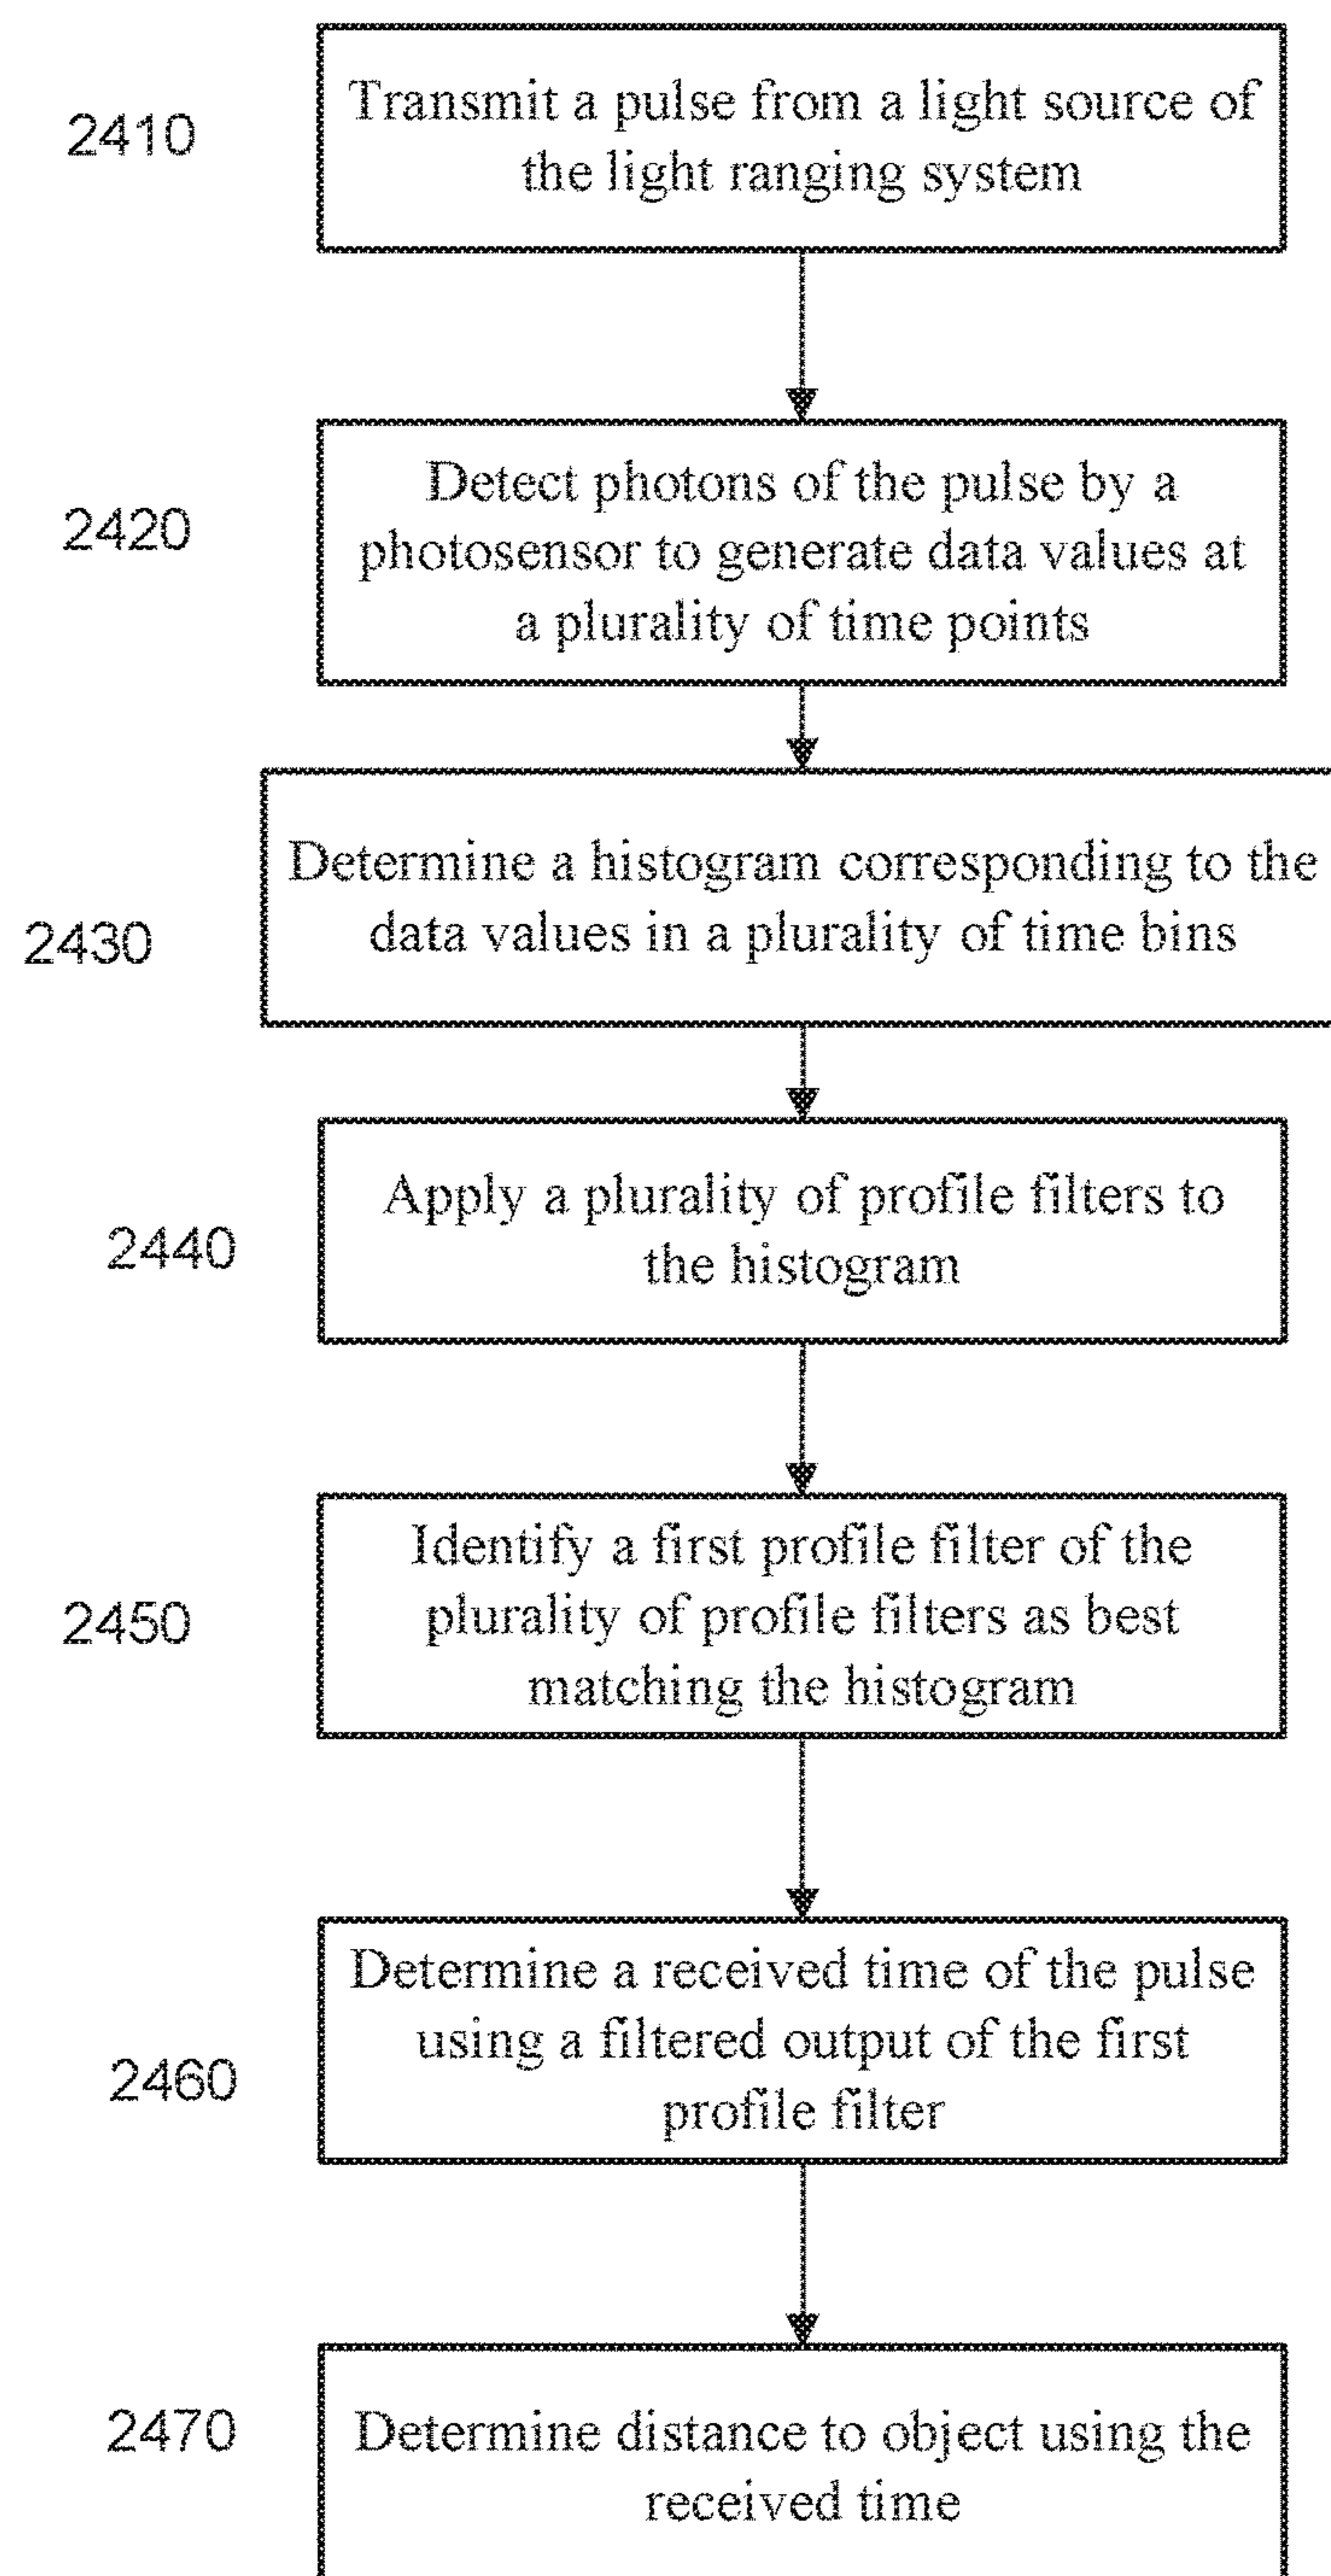 2410
Transmit a pulse from a light source of
the light ranging system
2420
Detect photons of the pulse by a
photosensor to generate data values at
a plurality of time points
2430
Determine a histogram corresponding to the
data values in a plurality of time bins
2440
Apply a plurality of profile filters to
the histogram
2450
Identify a first profile filter of the
plurality of profile filters as best
matching the histogram
2460
Determine a received time of the pulse
using a filtered output of the first
profile filter
2470
Determine distance to object using the
received time